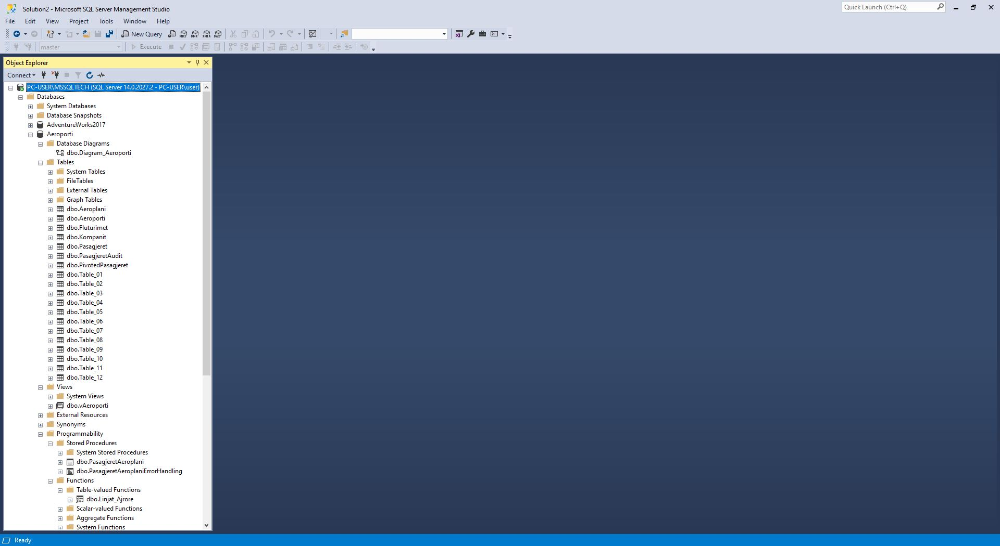 Solution2 - Microsoft SQL Server Management Studio
Quick Launch (Ctrl+Q)
File Edit View Project Tools Window Help
New Query MDX DMX XMLA DAX
master Execute
Object Explorer
Connect
PC-USER\MSSQLTECH (SQL Server 14.0.2027.2 - PC-USER\user)
Databases
System Databases
Database Snapshots
AdventureWorks2017
Aeroporti
Database Diagrams
dbo.Diagram_Aeroporti
Tables
System Tables
FileTables
External Tables
Graph Tables
dbo.Aeroplani
dbo.Aeroporti
dbo.Fluturimet
dbo.Kompanit
dbo.Pasagjeret
dbo.PasagjeretAudit
dbo.PivotedPasagjeret
dbo.Table_01
dbo.Table_02
dbo.Table_03
dbo.Table_04
dbo.Table_05
dbo.Table_06
dbo.Table_07
dbo.Table_08
dbo.Table_09
dbo.Table_10
dbo.Table_11
dbo.Table_12
Views
System Views
dbo.vAeroporti
External Resources
Synonyms
Programmability
Stored Procedures
System Stored Procedures
dbo.PasagjeretAeroplani
dbo.PasagjeretAeroplaniErrorHandling
Functions
Table-valued Functions
dbo.Linjat_Ajrore
Scalar-valued Functions
Aggregate Functions
System Functions
Ready